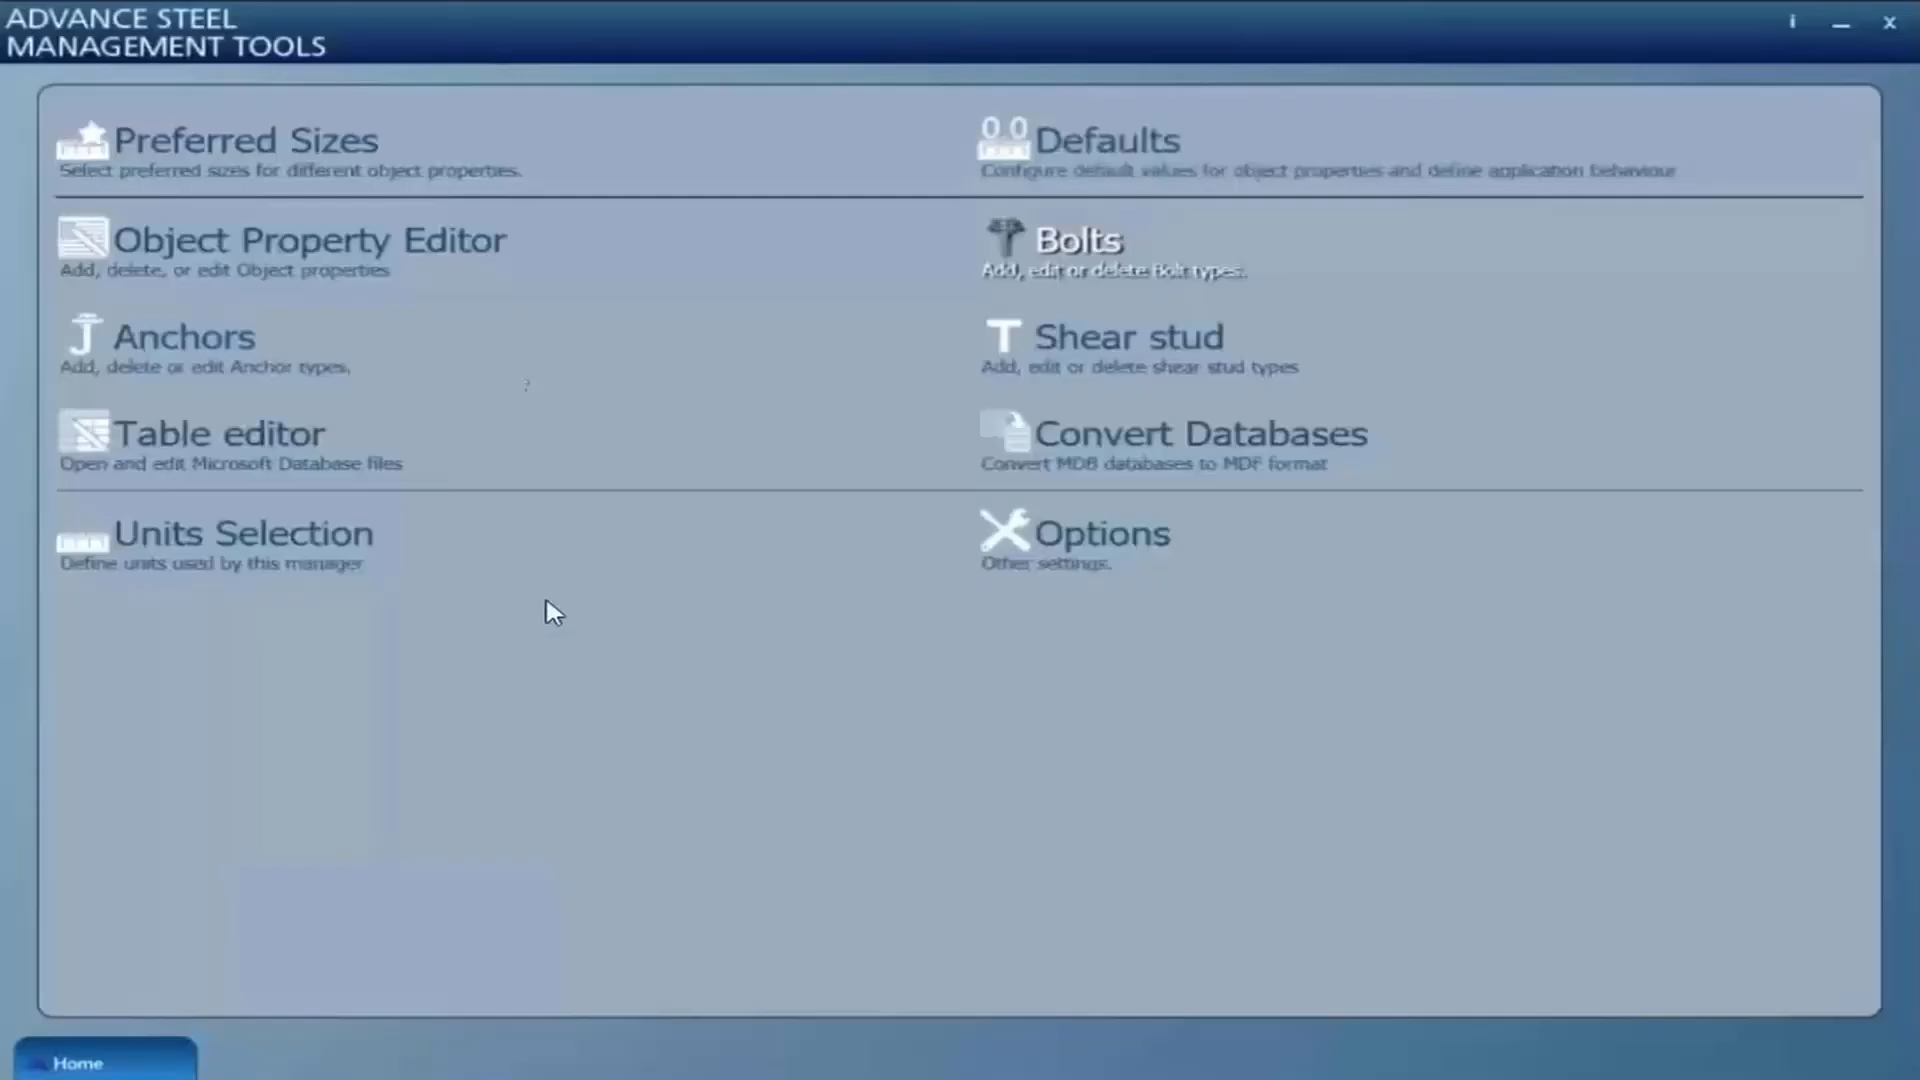 ADVANCE STEEL
MANAGEMENT TOOLS
i
x
Preferred Sizes
Select preferred sizes for different object properties.
0.0
Defaults
Configure default values for object properties and define application behaviour
Object Property Editor
Add, delete, or edit Object properties
Bolts
Add, edit or delete Bolt types.
Anchors
Add, delete or edit Anchor types.
Shear stud
Add, edit or delete shear stud types
Table editor
Open and edit Microsoft Database files
Convert Databases
Convert MDB databases to MDF format
Units Selection
Define units used by this manager
Options
Other settings.
Home